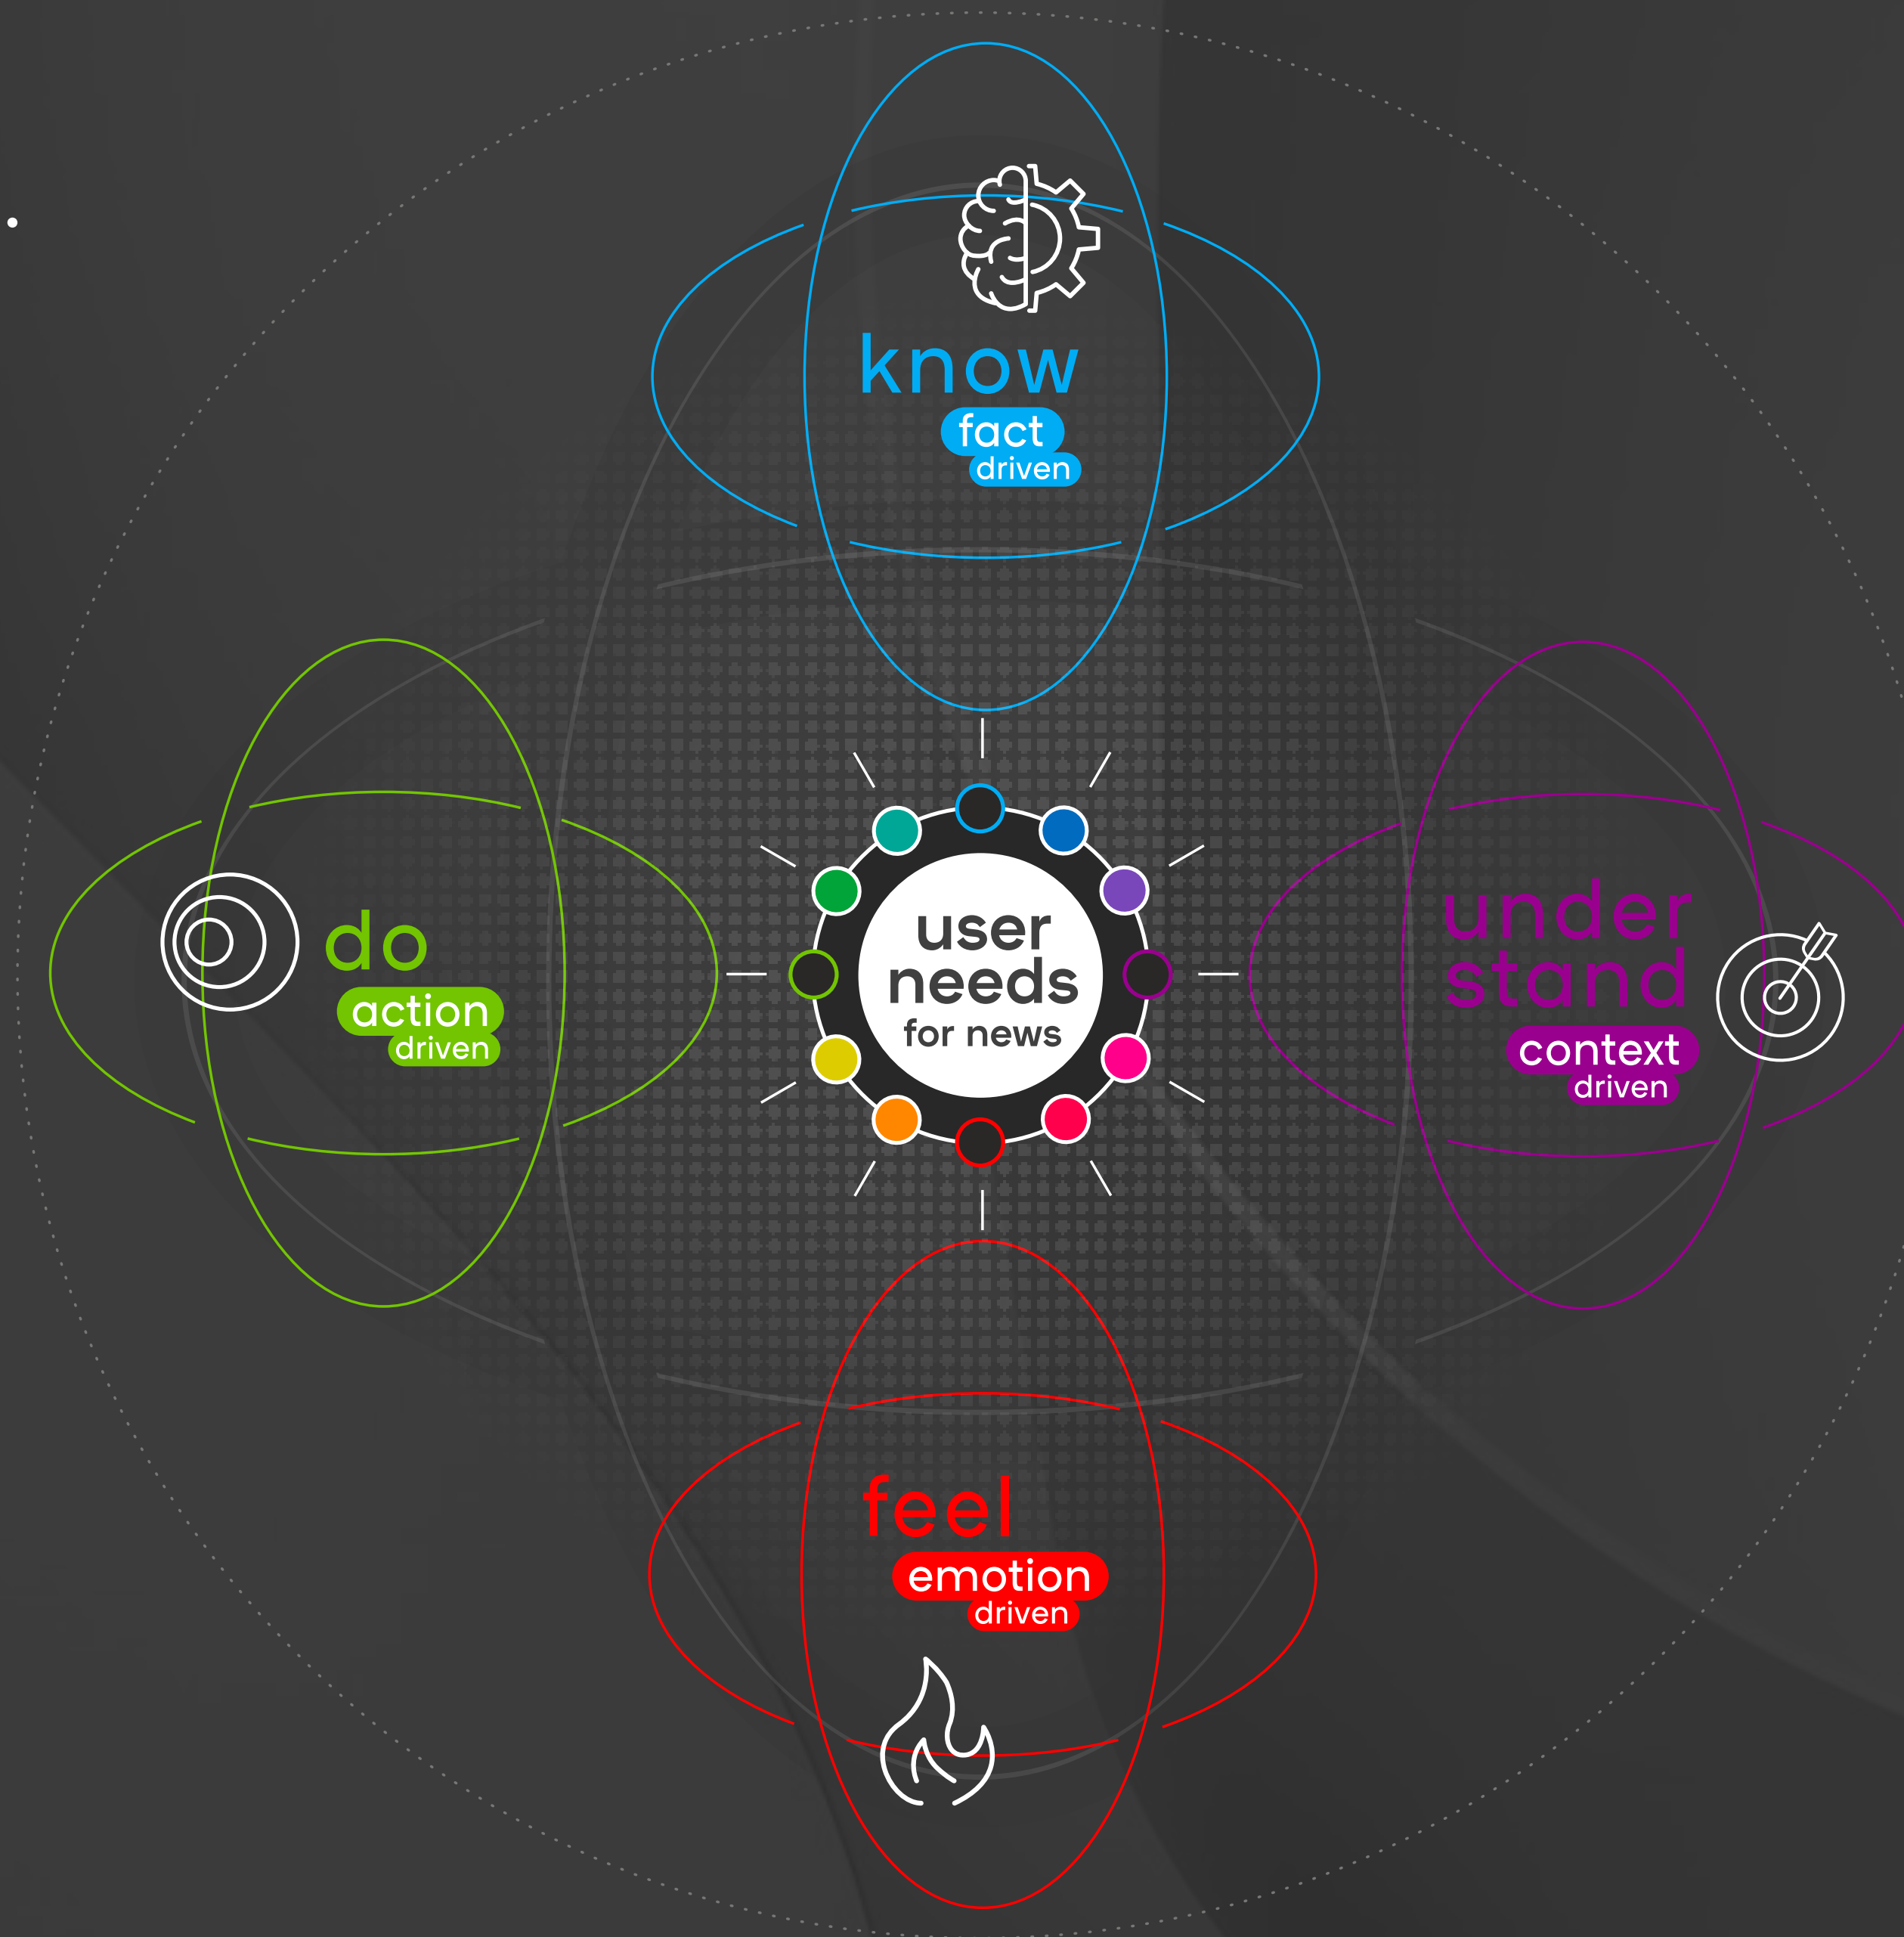 know
fact
driven
do
action
driven
user
needs
for news
under
stand
context
driven
feel
emotion
driven